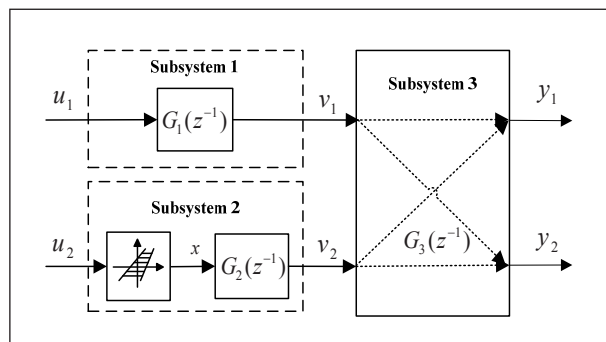 Subsystem 1
u₁
G₁(z⁻¹)
v₁
Subsystem 3
y₁
Subsystem 2
u₂
x
G₂(z⁻¹)
v₂
G₃(z⁻¹)
y₂